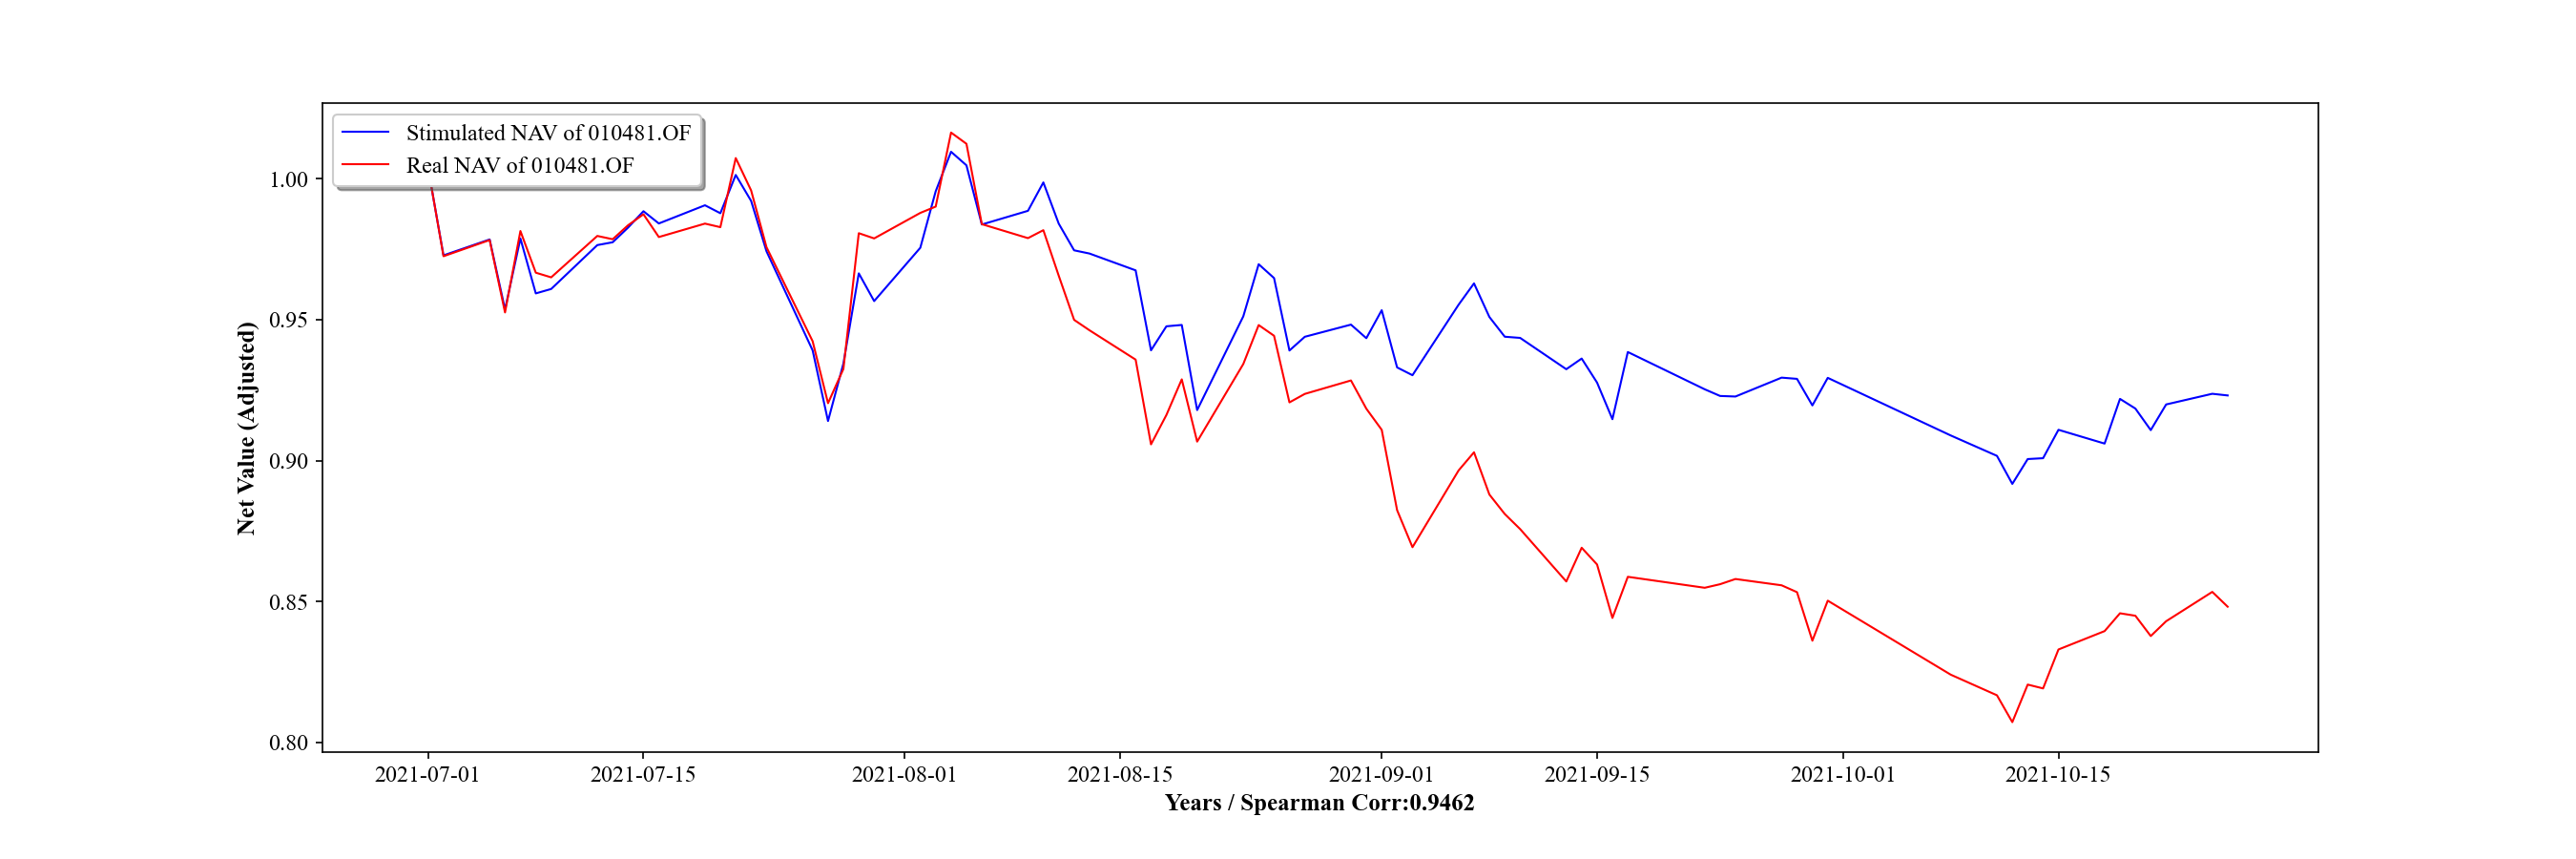 Stimulated NAV of 010481.OF
Real NAV of 010481.OF
1.00
0.95
0.90
0.85
0.80
Net Value (Adjusted)
2021-07-01 2021-07-15 2021-08-01 2021-08-15 2021-09-01 2021-09-15 2021-10-01 2021-10-15
Years / Spearman Corr:0.9462